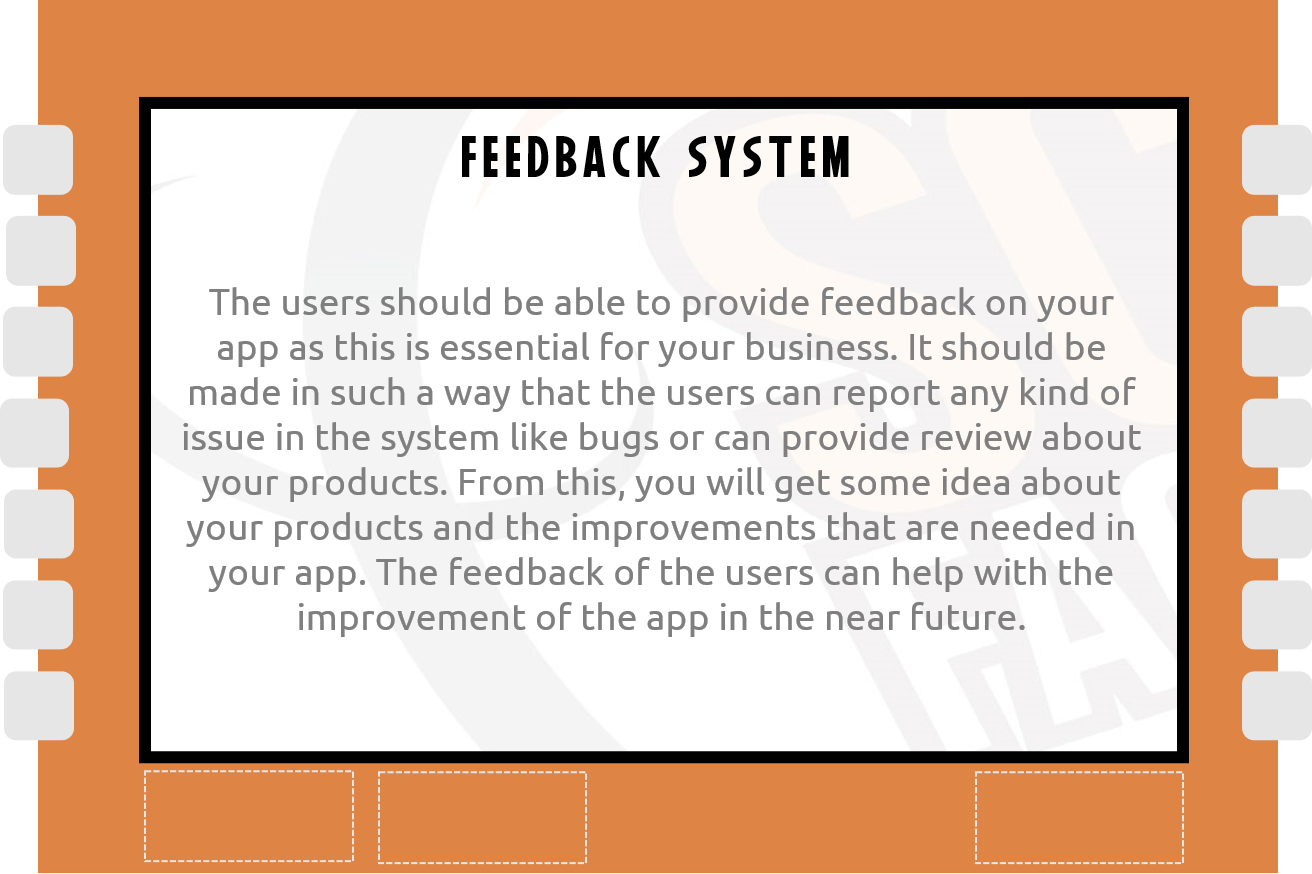 FEEDBACK SYSTEM
The users should be able to provide feedback on your
app as this is essential for your business. It should be
made in such a way that the users can report any kind of
issue in the system like bugs or can provide review about
your products. From this, you will get some idea about
your products and the improvements that are needed in
your app. The feedback of the users can help with the
improvement of the app in the near future.